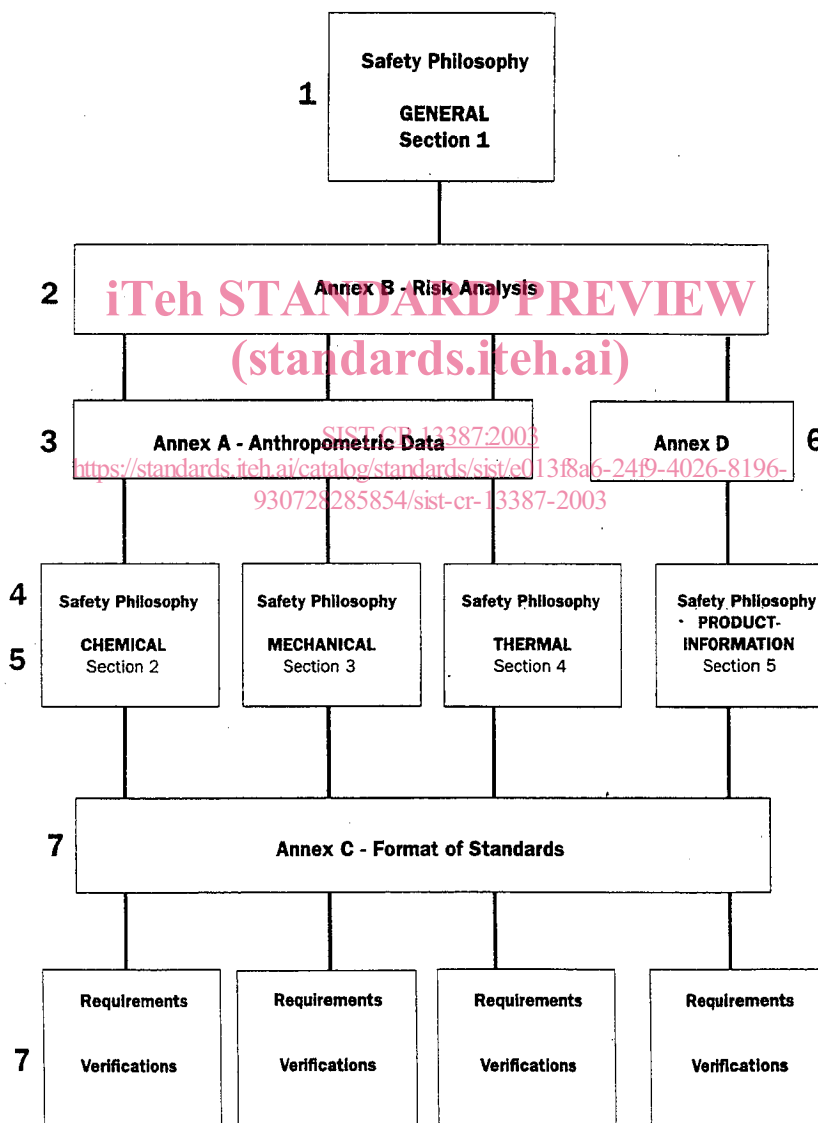 Safety Philosophy
1
GENERAL
Section 1
2
Annex B - Risk Analysis
iTeh STANDARD PREVIEW
(standards.iteh.ai)
3
Annex A - Anthropometric Data
SIST CR 13387:2003
Annex D
6
https://standards.iteh.ai/catalog/standards/sist/e013f8a6-24f9-4026-8196-
930728285854/sist-cr-13387-2003
4
Safety Philosophy
CHEMICAL
5
Section 2
Safety Philosophy
MECHANICAL
Section 3
Safety Philosophy
THERMAL
Section 4
Safety Philosophy
PRODUCT-
INFORMATION
Section 5
7
Annex C - Format of Standards
Requirements
7
Verifications
Requirements
Verifications
Requirements
Verifications
Requirements
Verifications